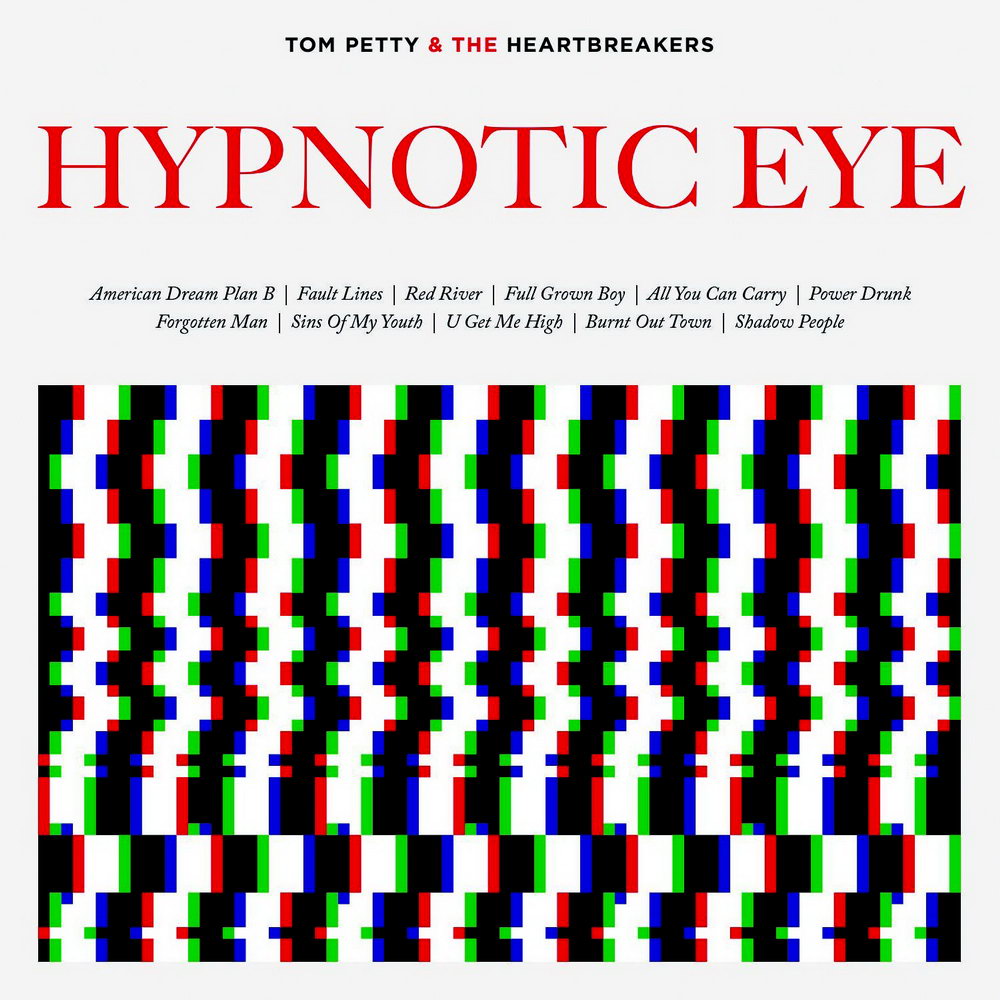 TOM PETTY & THE HEARTBREAKERS
HYPNOTIC EYE
American Dream Plan B | Fault Lines | Red River | Full Grown Boy | All You Can Carry | Power Drunk
Forgotten Man | Sins Of My Youth | U Get Me High | Burnt Out Town | Shadow People